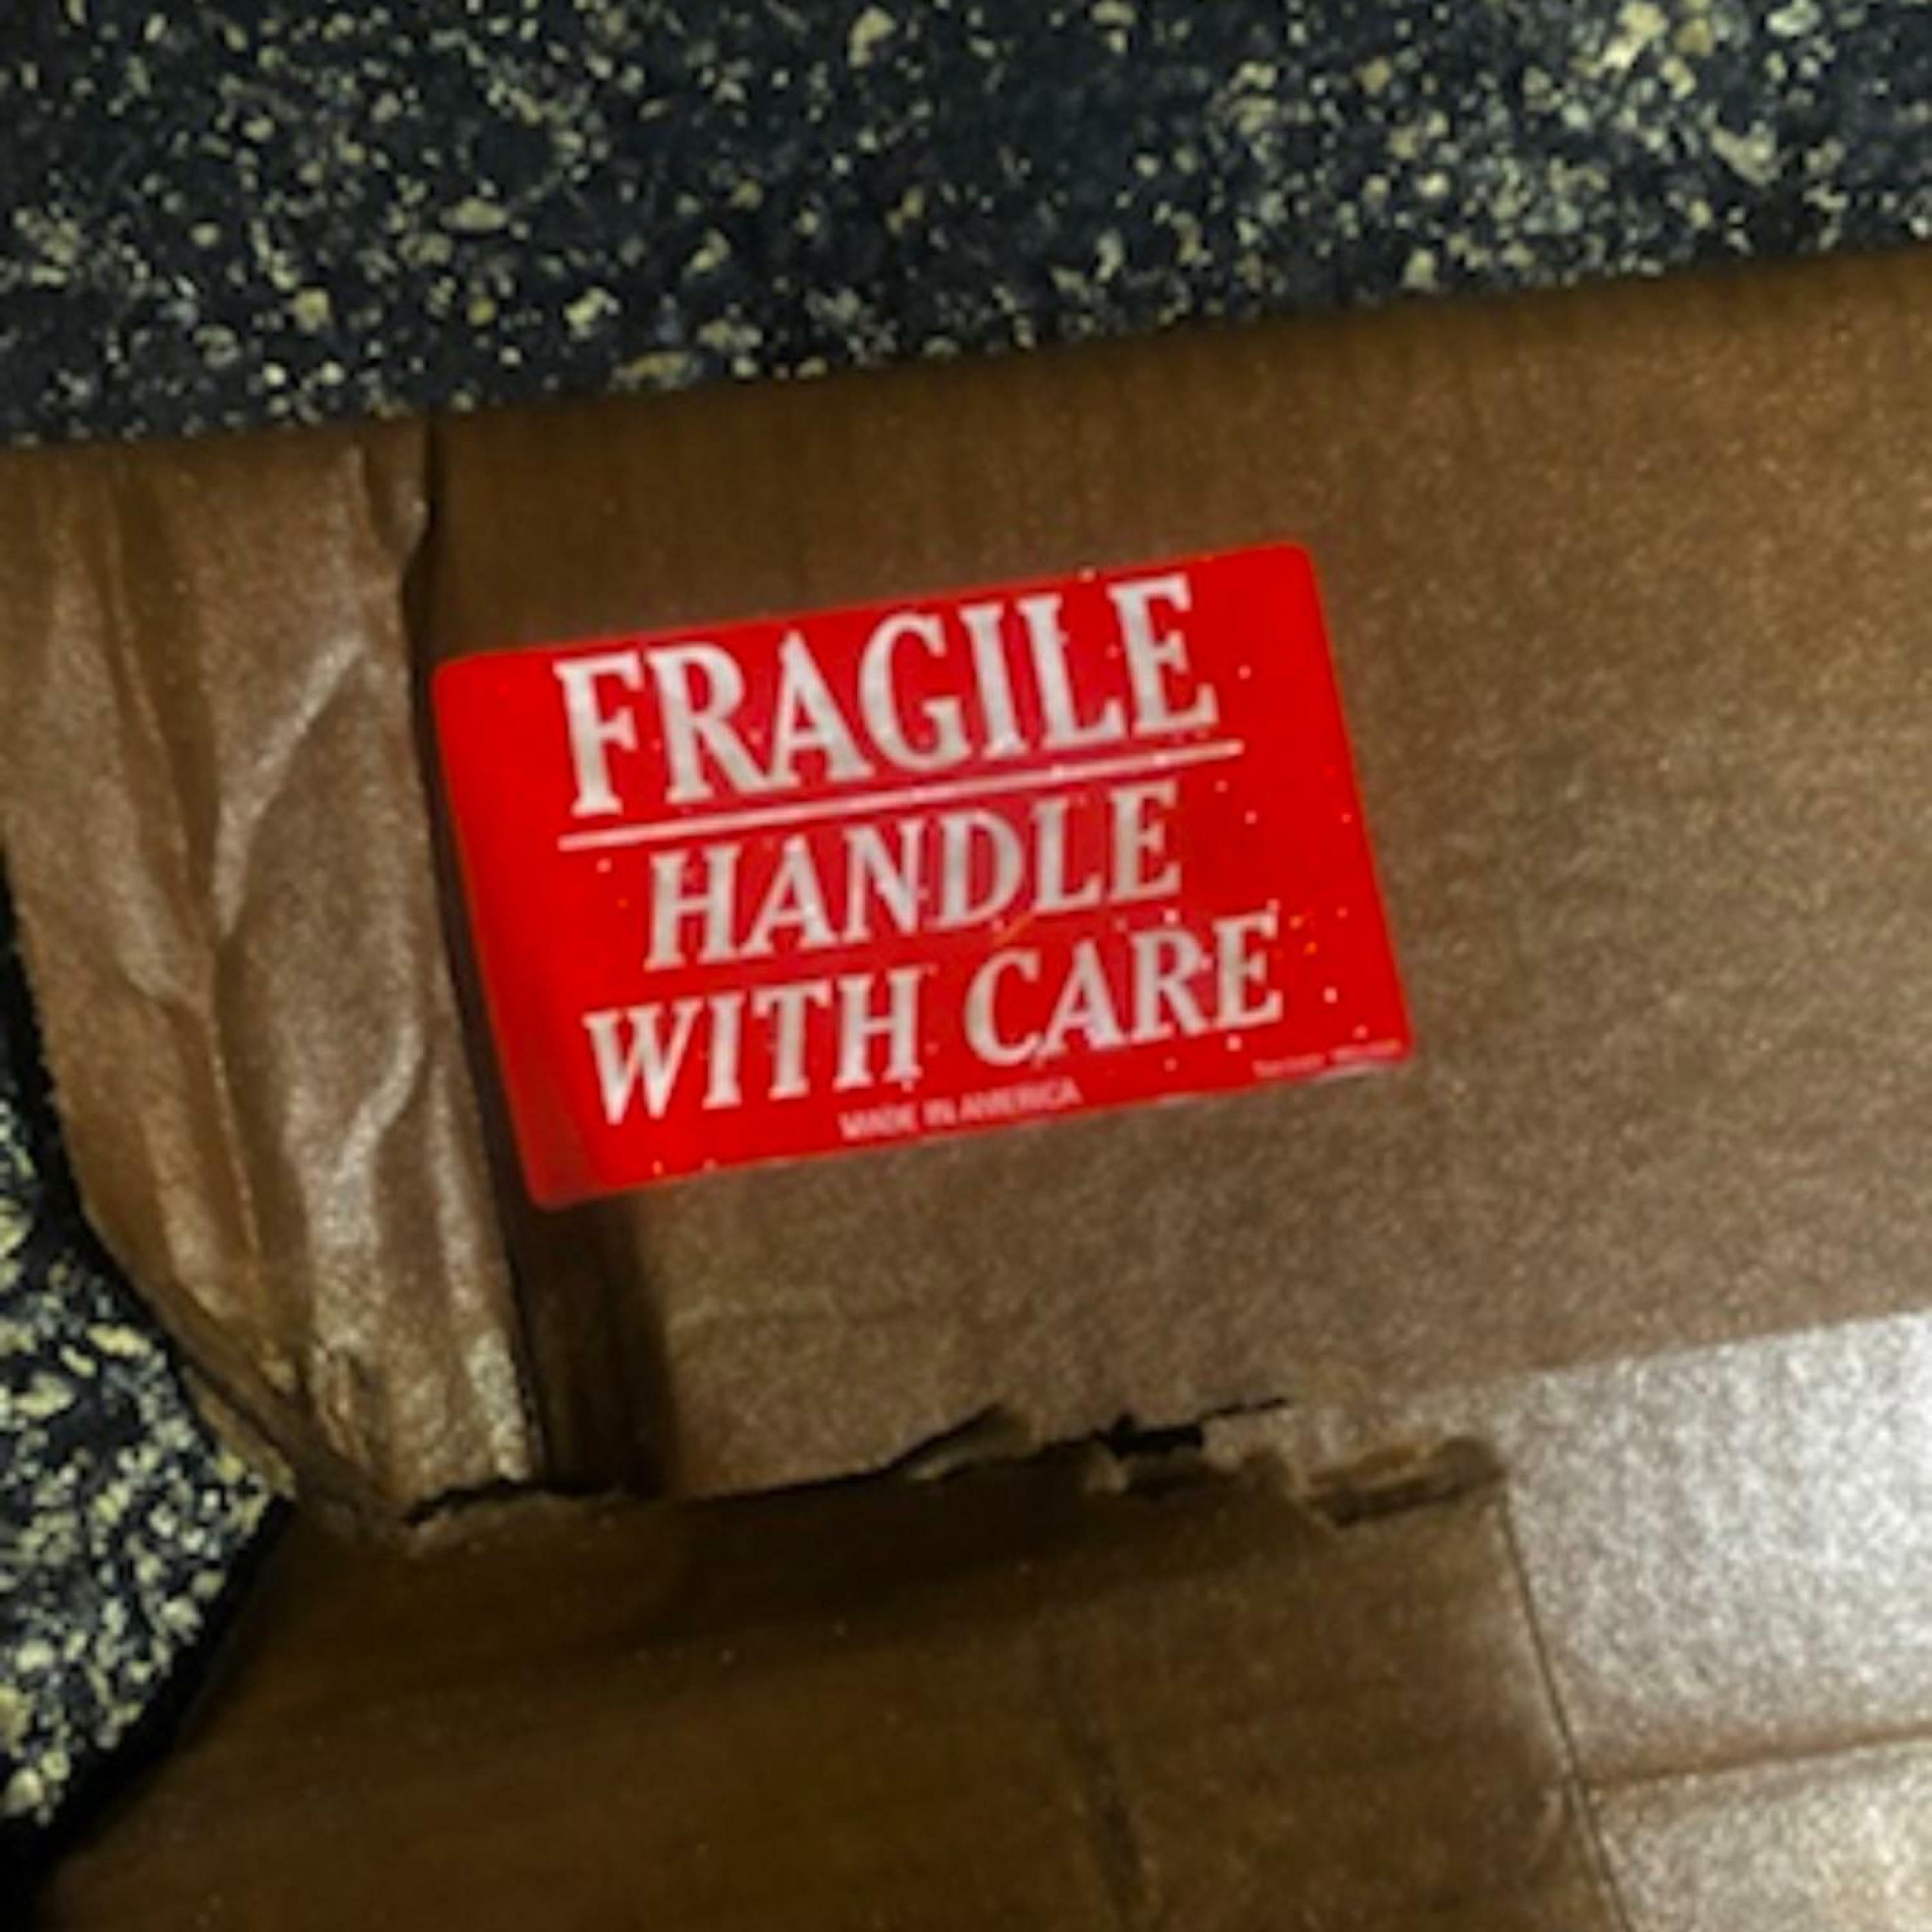 FRAGILE
HANDLE
WITH CARE
MADE IN AMERICA